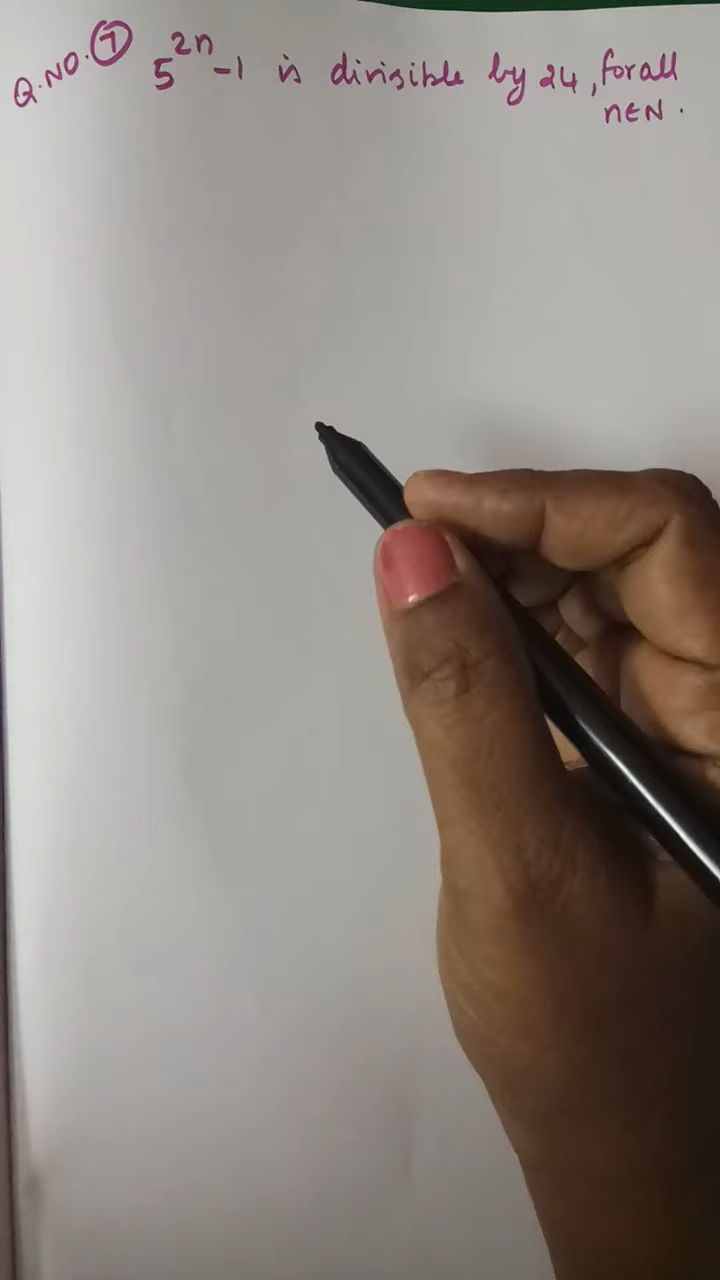 Q.NO. 7 5^{2n} -1 is divisible by 24, for all
n∈N.